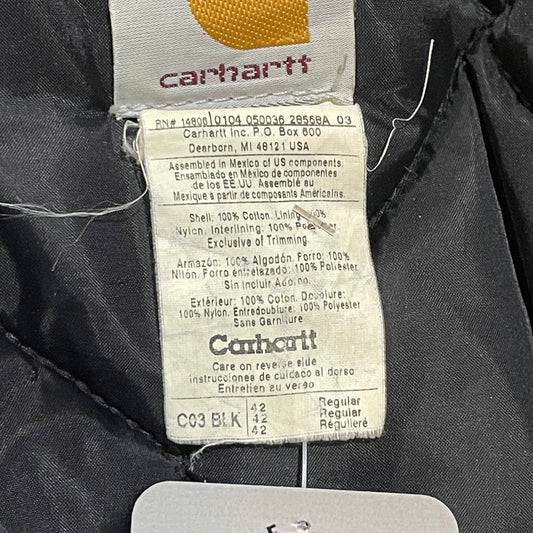 carhartt
RN# 14806 0104 050036 28568A 03
Carhartt Inc. P.O. Box 600
Dearborn, MI 48121 USA
Assembled in Mexico of US components.
Ensamblado en México de componentes
de los EE.UU. Assemblé au
Mexique a partir de composants Américains.
Shell: 100% Cotton. Lining:
Nylon. Interlining: 100%
Exclusive of Trimming
Armazón: 100% Algodón. Forro: 100%
Nilón. Forro entrelazado: 100% Poliéster
Sin incluir Adorno.
Extérieur: 100% Coton. Doublure:
100% Nylon. Entredoublure: 100% Polyester
Sans Garniture
Carhartt
Care on reverse side
Instrucciones de cuidado al dorso
Entretien au verso
C03 BLK 42 Regular
42 Regular
42 Régulière